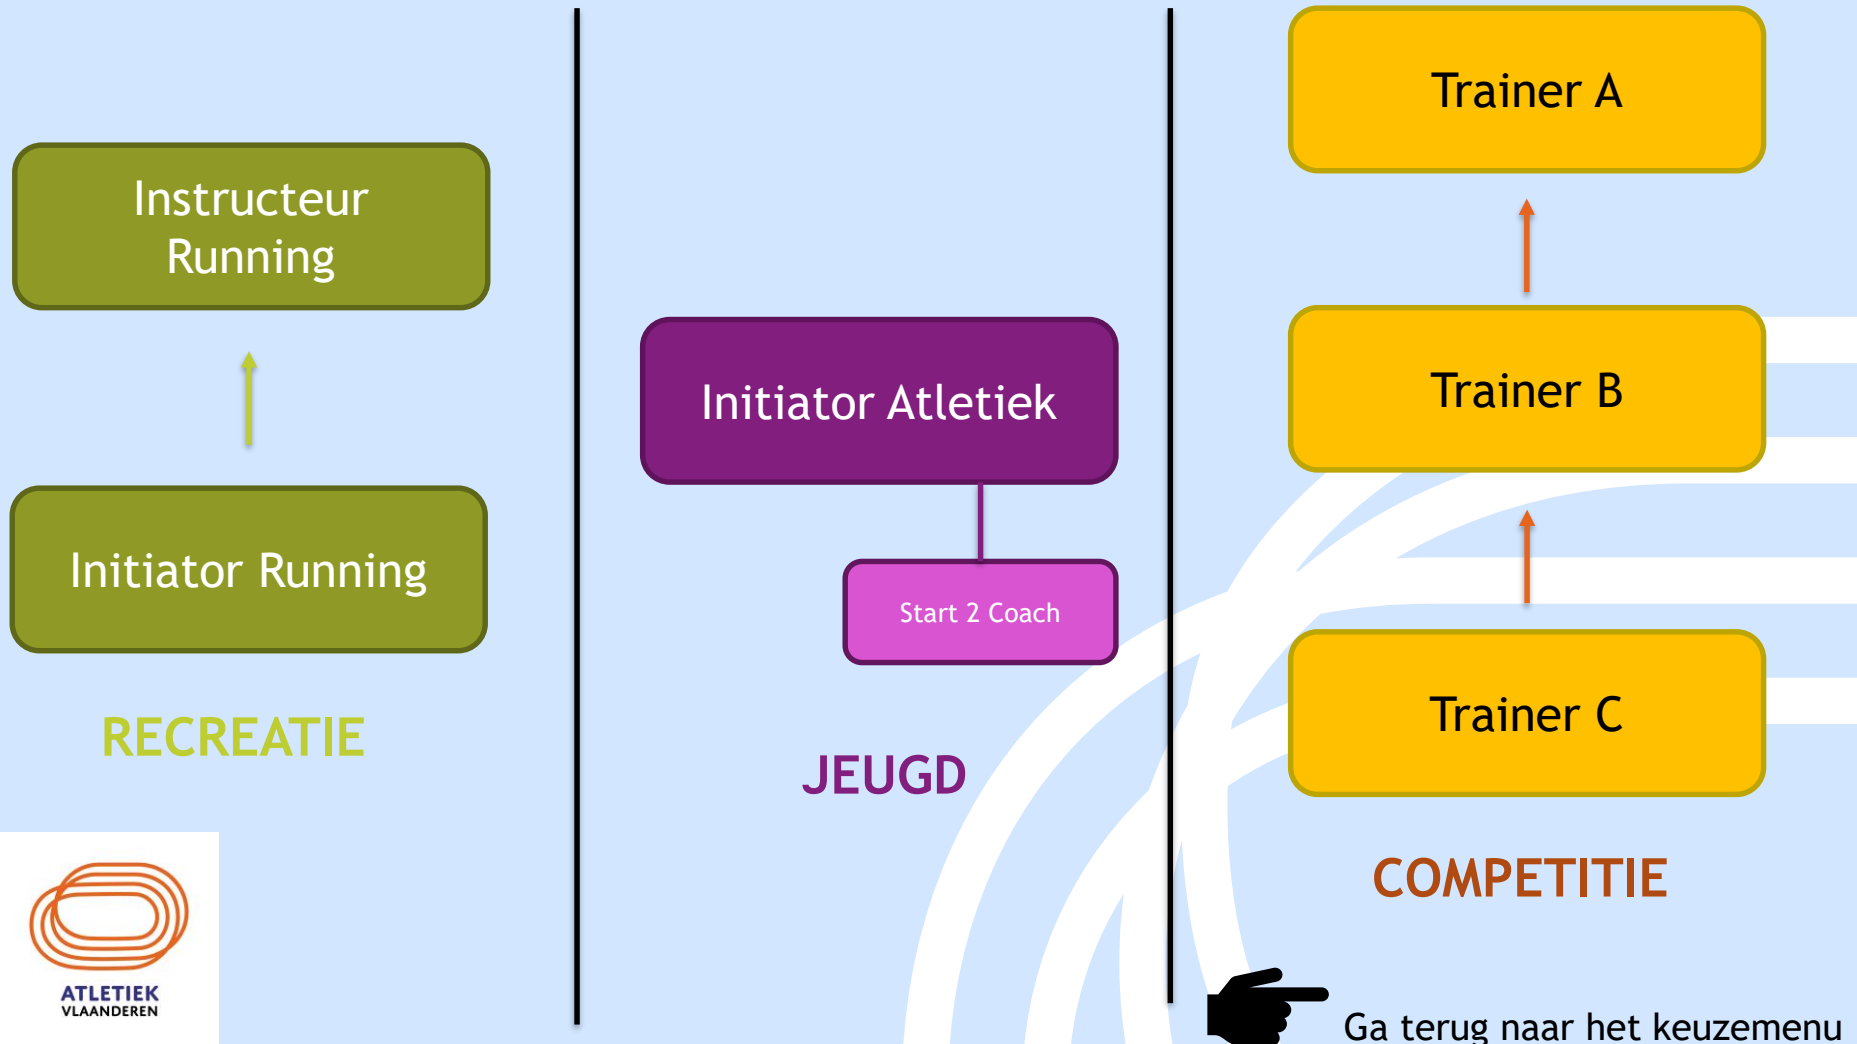 Instructeur
Running
Initiator Running
RECREATIE
Initiator Atletiek
Start 2 Coach
JEUGD
Trainer A
Trainer B
Trainer C
COMPETITIE
ATLETIEK
VLAANDEREN
Ga terug naar het keuzemenu